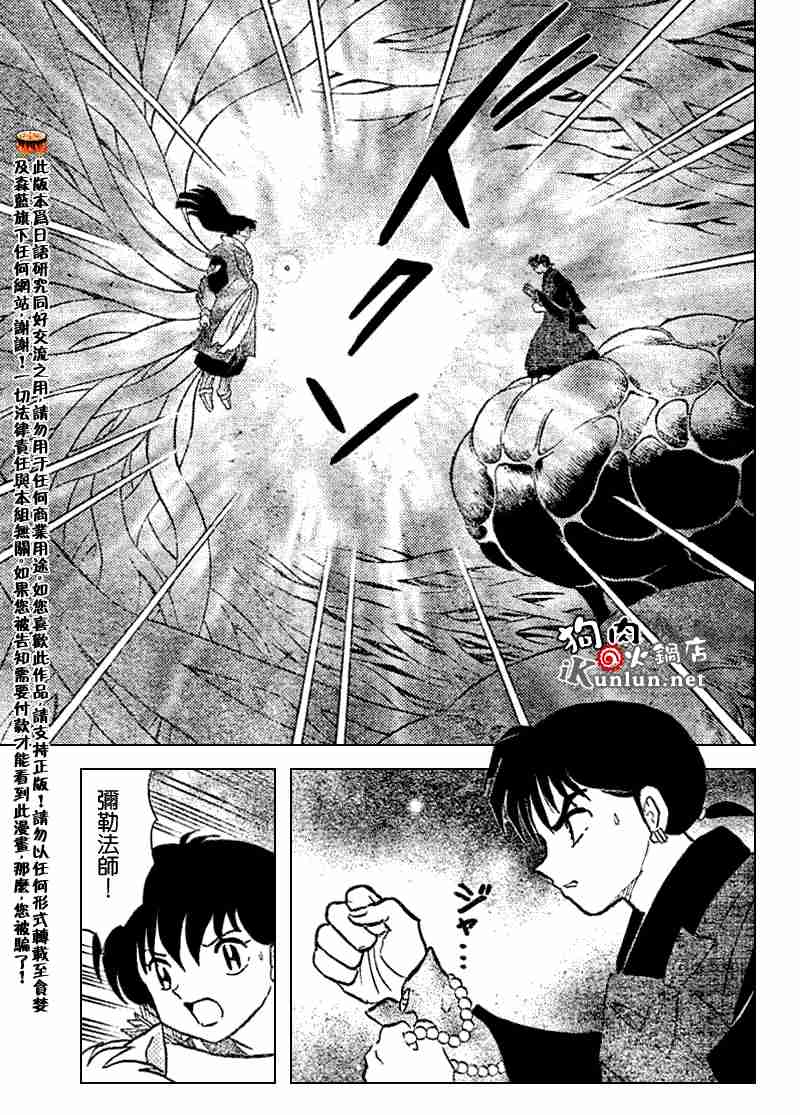 ドクン
狗肉火鍋店
iKunlun.net
ジャ…
彌勒法師！
此版本爲日語研究同好交流之用，請勿用于任何商業用途，如您喜歡此作品，請支持正版！請勿以任何形式轉載至貪婪
及淼藍旗下任何網站，謝謝！一切法律責任與本組無關，如果您被告知需要付款才能看到此漫畫，那麼，您被騙了！